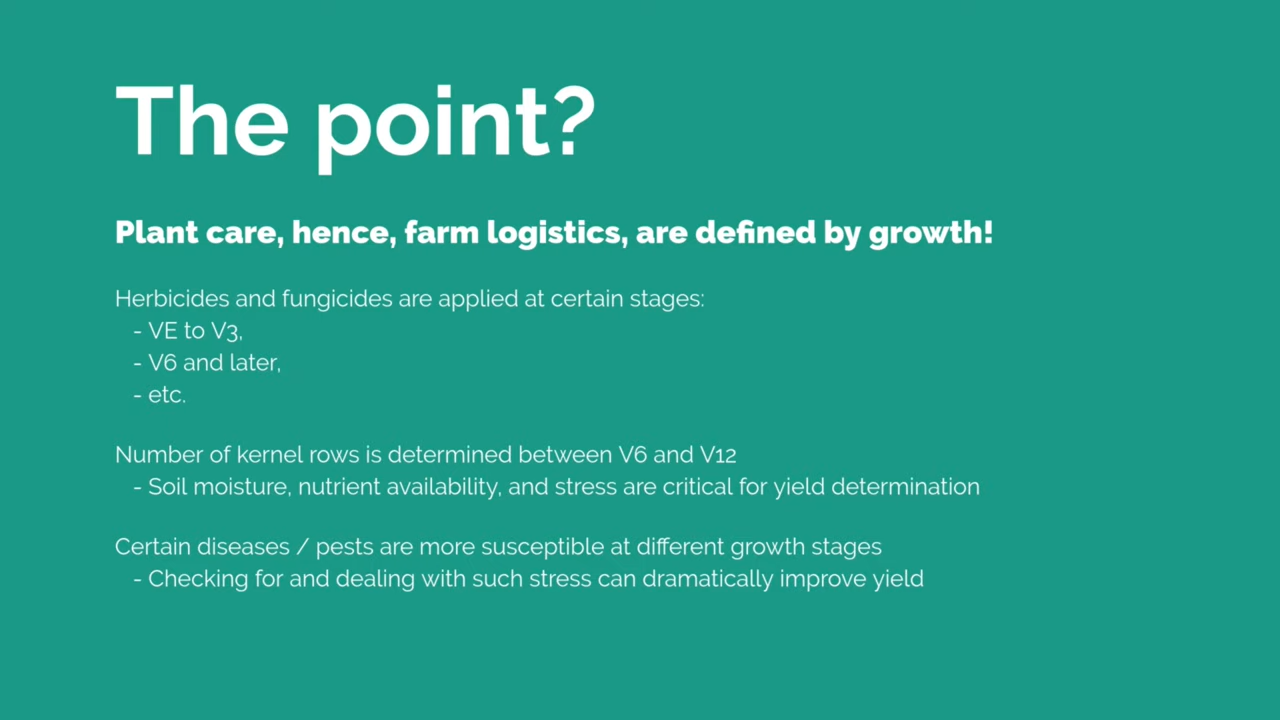 The point?
Plant care, hence, farm logistics, are defined by growth!
Herbicides and fungicides are applied at certain stages:
- VE to V3,
- V6 and later,
- etc.
Number of kernel rows is determined between V6 and V12
- Soil moisture, nutrient availability, and stress are critical for yield determination
Certain diseases / pests are more susceptible at different growth stages
- Checking for and dealing with such stress can dramatically improve yield